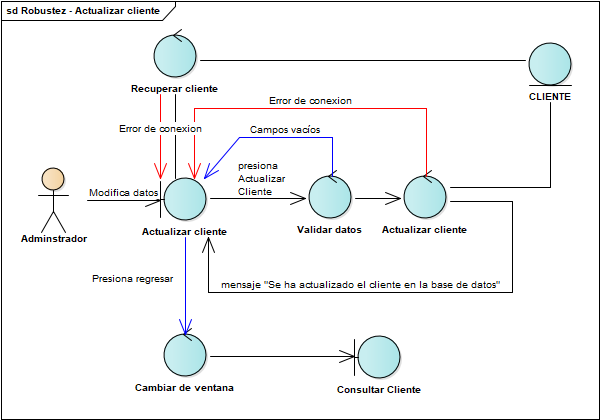 sd Robustez - Actualizar cliente
Recuperar cliente
CLIENTE
Error de conexion
Error de conexion
Campos vacíos
presiona
Actualizar
Cliente
Modifica datos
Adminstrador
Actualizar cliente
Validar datos
Actualizar cliente
Presiona regresar
mensaje "Se ha actualizado el cliente en la base de datos"
Cambiar de ventana
Consultar Cliente